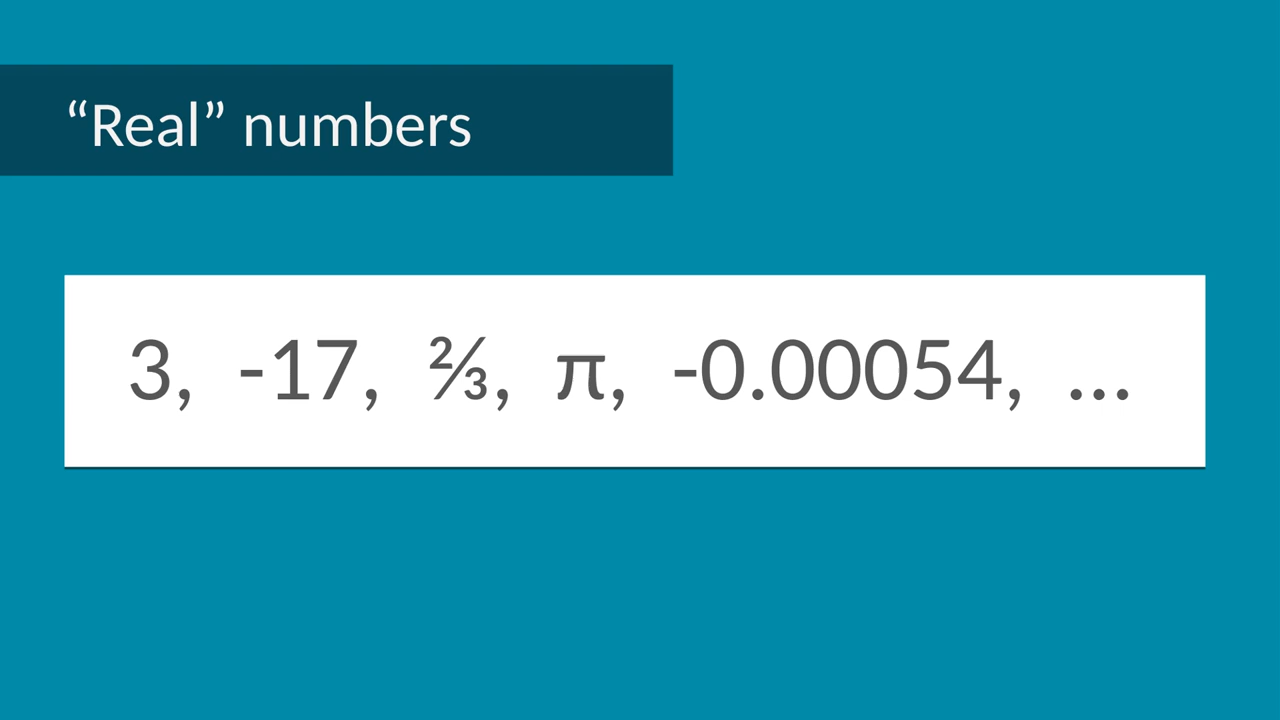 “Real” numbers
3, -17, ⅔, π, -0.00054, ...